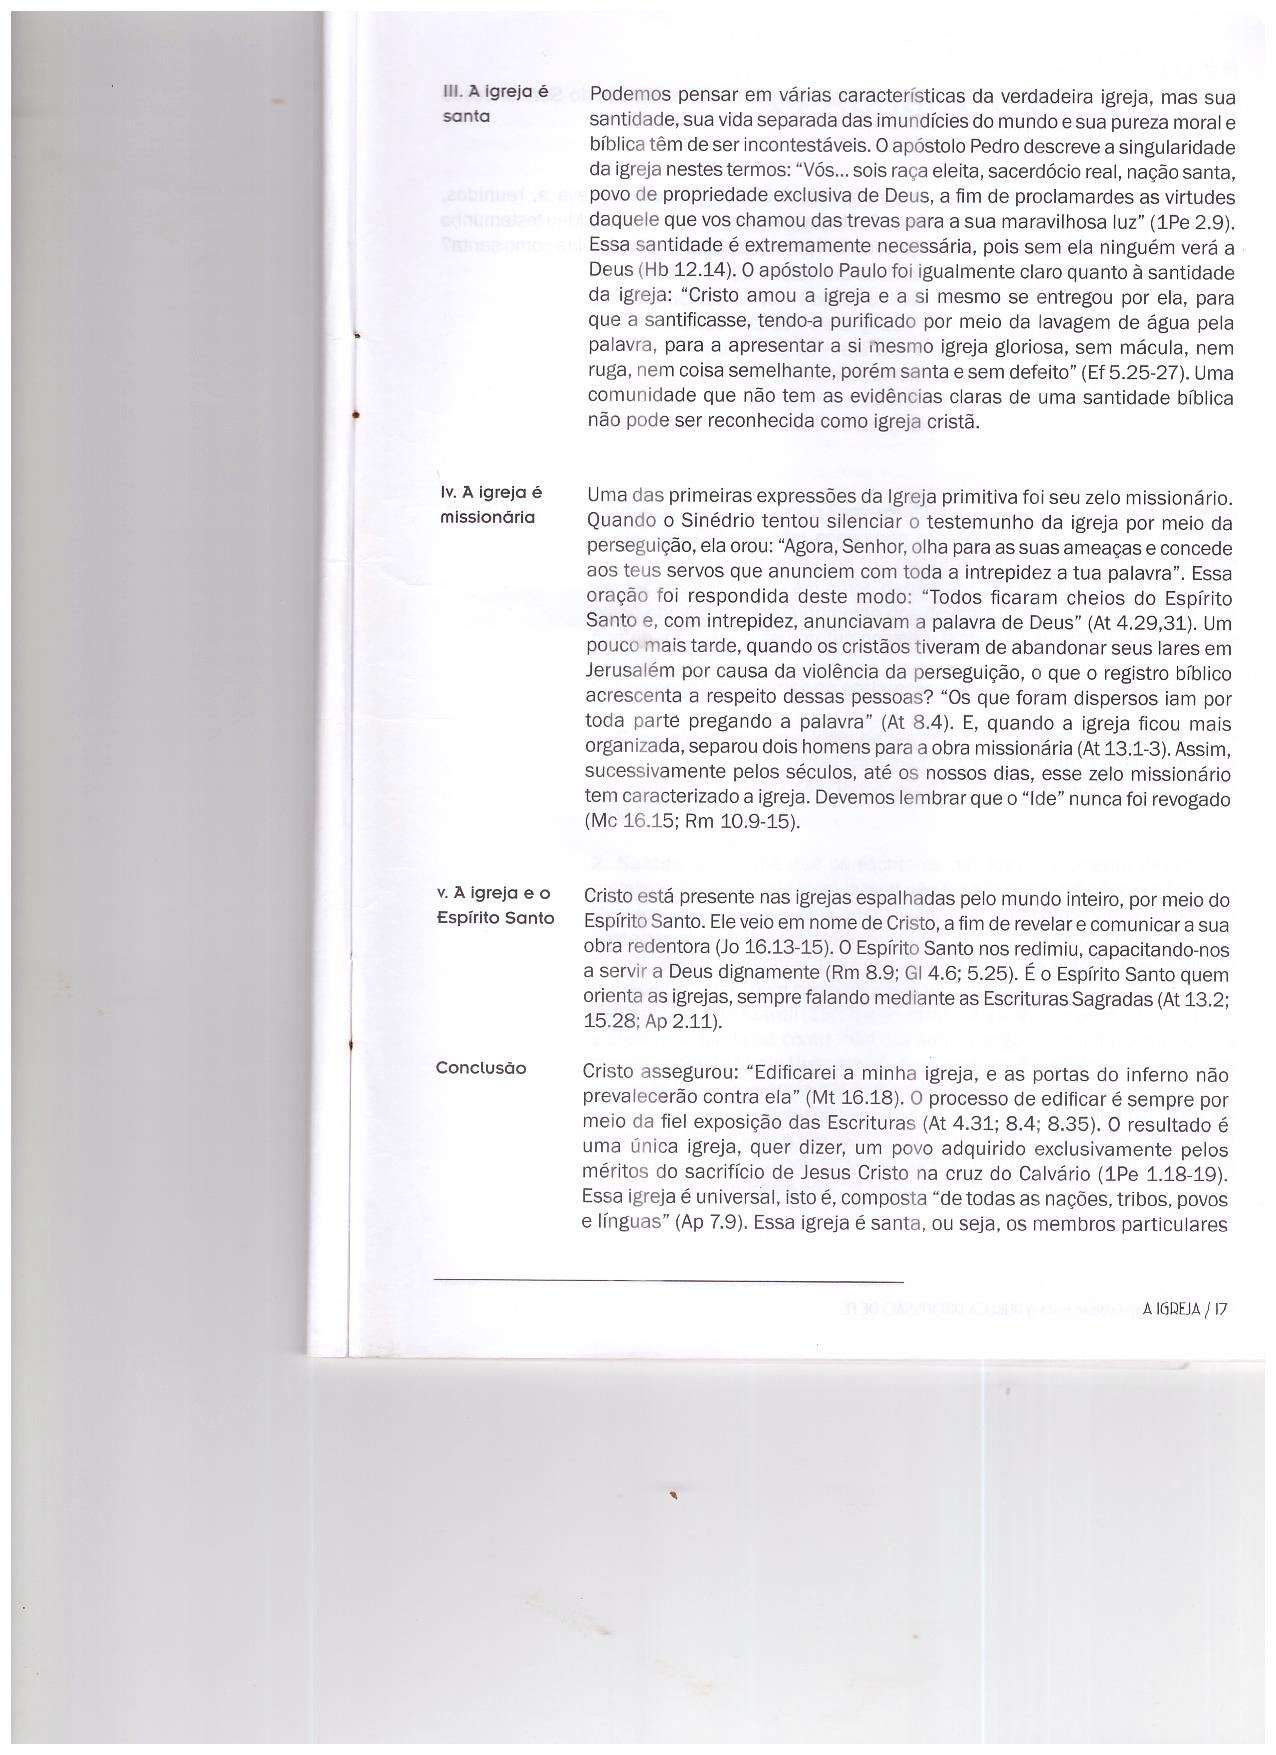 III. A igreja é
santa
Podemos pensar em várias características da verdadeira igreja, mas sua
santidade, sua vida separada das imundícies do mundo e sua pureza moral e
bíblica têm de ser incontestáveis. O apóstolo Pedro descreve a singularidade
da igreja nestes termos: “Vós... sois raça eleita, sacerdócio real, nação santa,
povo de propriedade exclusiva de Deus, a fim de proclamardes as virtudes
daquele que vos chamou das trevas para a sua maravilhosa luz” (1Pe 2.9).
Essa santidade é extremamente necessária, pois sem ela ninguém verá a
Deus (Hb 12.14). O apóstolo Paulo foi igualmente claro quanto à santidade
da igreja: “Cristo amou a igreja e a si mesmo se entregou por ela, para
que a santificasse, tendo-a purificado por meio da lavagem de água pela
palavra, para a apresentar a si mesmo igreja gloriosa, sem mácula, nem
ruga, nem coisa semelhante, porém santa e sem defeito” (Ef 5.25-27). Uma
comunidade que não tem as evidências claras de uma santidade bíblica
não pode ser reconhecida como igreja cristã.
Iv. A igreja é
missionária
Uma das primeiras expressões da Igreja primitiva foi seu zelo missionário.
Quando o Sinédrio tentou silenciar o testemunho da igreja por meio da
perseguição, ela orou: “Agora, Senhor, olha para as suas ameaças e concede
aos teus servos que anunciem com toda a intrepidez a tua palavra”. Essa
oração foi respondida deste modo: “Todos ficaram cheios do Espírito
Santo e, com intrepidez, anunciavam a palavra de Deus” (At 4.29,31). Um
pouco mais tarde, quando os cristãos tiveram de abandonar seus lares em
Jerusalém por causa da violência da perseguição, o que o registro bíblico
acrescenta a respeito dessas pessoas? “Os que foram dispersos iam por
toda parte pregando a palavra” (At 8.4). E, quando a igreja ficou mais
organizada, separou dois homens para a obra missionária (At 13.1-3). Assim,
sucessivamente pelos séculos, até os nossos dias, esse zelo missionário
tem caracterizado a igreja. Devemos lembrar que o “Ide” nunca foi revogado
(Mc 16.15; Rm 10.9-15).
v. A igreja e o
Espírito Santo
Cristo está presente nas igrejas espalhadas pelo mundo inteiro, por meio do
Espírito Santo. Ele veio em nome de Cristo, a fim de revelar e comunicar a sua
obra redentora (Jo 16.13-15). O Espírito Santo nos redimiu, capacitando-nos
a servir a Deus dignamente (Rm 8.9; Gl 4.6; 5.25). É o Espírito Santo quem
orienta as igrejas, sempre falando mediante as Escrituras Sagradas (At 13.2;
15.28; Ap 2.11).
Conclusão
Cristo assegurou: “Edificarei a minha igreja, e as portas do inferno não
prevalecerão contra ela” (Mt 16.18). O processo de edificar é sempre por
meio da fiel exposição das Escrituras (At 4.31; 8.4; 8.35). O resultado é
uma única igreja, quer dizer, um povo adquirido exclusivamente pelos
méritos do sacrifício de Jesus Cristo na cruz do Calvário (1Pe 1.18-19).
Essa igreja é universal, isto é, composta “de todas as nações, tribos, povos
e línguas” (Ap 7.9). Essa igreja é santa, ou seja, os membros particulares
A IGREJA / 17